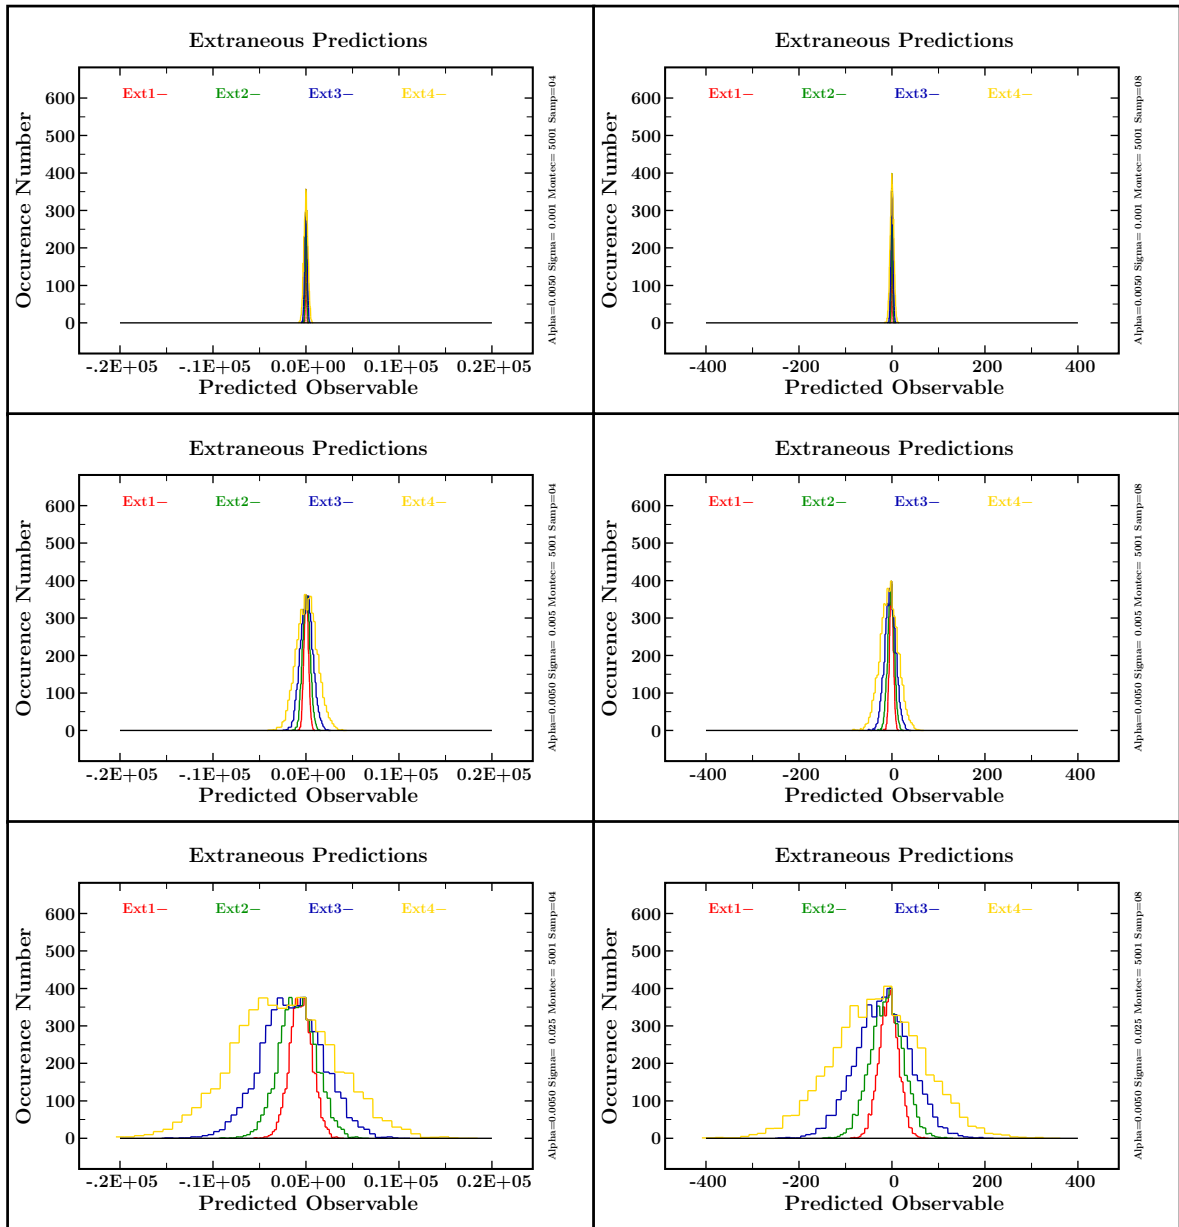 Extraneous Predictions
Ext1– Ext2– Ext3– Ext4–
600
500
400
300
200
100
0
Occurence Number
-.2E+05 -.1E+05 0.0E+00 0.1E+05 0.2E+05
Predicted Observable
Alpha=0.0050 Sigma= 0.001 Montec= 5001 Samp=04
Extraneous Predictions
Ext1– Ext2– Ext3– Ext4–
600
500
400
300
200
100
0
Occurence Number
-400 -200 0 200 400
Predicted Observable
Alpha=0.0050 Sigma= 0.001 Montec= 5001 Samp=08
Extraneous Predictions
Ext1– Ext2– Ext3– Ext4–
600
500
400
300
200
100
0
Occurence Number
-.2E+05 -.1E+05 0.0E+00 0.1E+05 0.2E+05
Predicted Observable
Alpha=0.0050 Sigma= 0.005 Montec= 5001 Samp=04
Extraneous Predictions
Ext1– Ext2– Ext3– Ext4–
600
500
400
300
200
100
0
Occurence Number
-400 -200 0 200 400
Predicted Observable
Alpha=0.0050 Sigma= 0.005 Montec= 5001 Samp=08
Extraneous Predictions
Ext1– Ext2– Ext3– Ext4–
600
500
400
300
200
100
0
Occurence Number
-.2E+05 -.1E+05 0.0E+00 0.1E+05 0.2E+05
Predicted Observable
Alpha=0.0050 Sigma= 0.025 Montec= 5001 Samp=04
Extraneous Predictions
Ext1– Ext2– Ext3– Ext4–
600
500
400
300
200
100
0
Occurence Number
-400 -200 0 200 400
Predicted Observable
Alpha=0.0050 Sigma= 0.025 Montec= 5001 Samp=08